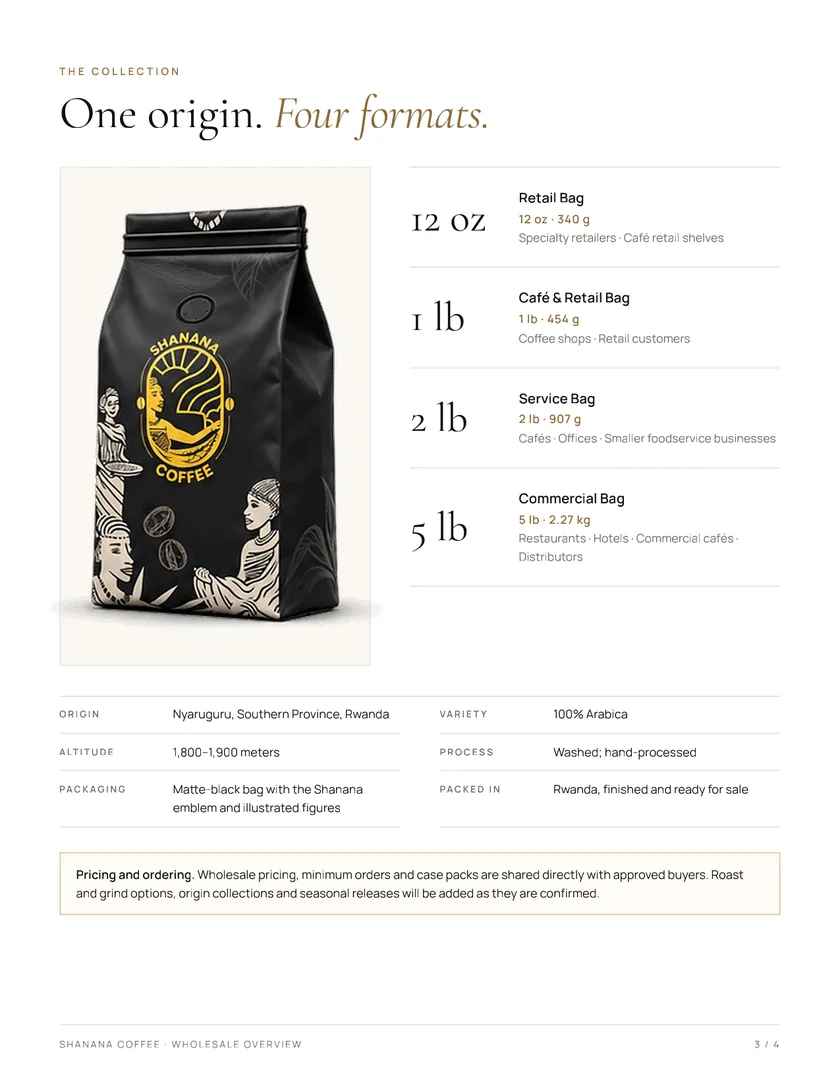 THE COLLECTION
One origin. Four formats.
SHANANA
COFFEE
12 oz
Retail Bag
12 oz · 340 g
Specialty retailers · Café retail shelves
1 lb
Café & Retail Bag
1 lb · 454 g
Coffee shops · Retail customers
2 lb
Service Bag
2 lb · 907 g
Cafés · Offices · Smaller foodservice businesses
5 lb
Commercial Bag
5 lb · 2.27 kg
Restaurants · Hotels · Commercial cafés ·
Distributors
ORIGIN
Nyaruguru, Southern Province, Rwanda
VARIETY
100% Arabica
ALTITUDE
1,800–1,900 meters
PROCESS
Washed; hand-processed
PACKAGING
Matte-black bag with the Shanana
emblem and illustrated figures
PACKED IN
Rwanda, finished and ready for sale
Pricing and ordering. Wholesale pricing, minimum orders and case packs are shared directly with approved buyers. Roast
and grind options, origin collections and seasonal releases will be added as they are confirmed.
SHANANA COFFEE · WHOLESALE OVERVIEW
3 / 4